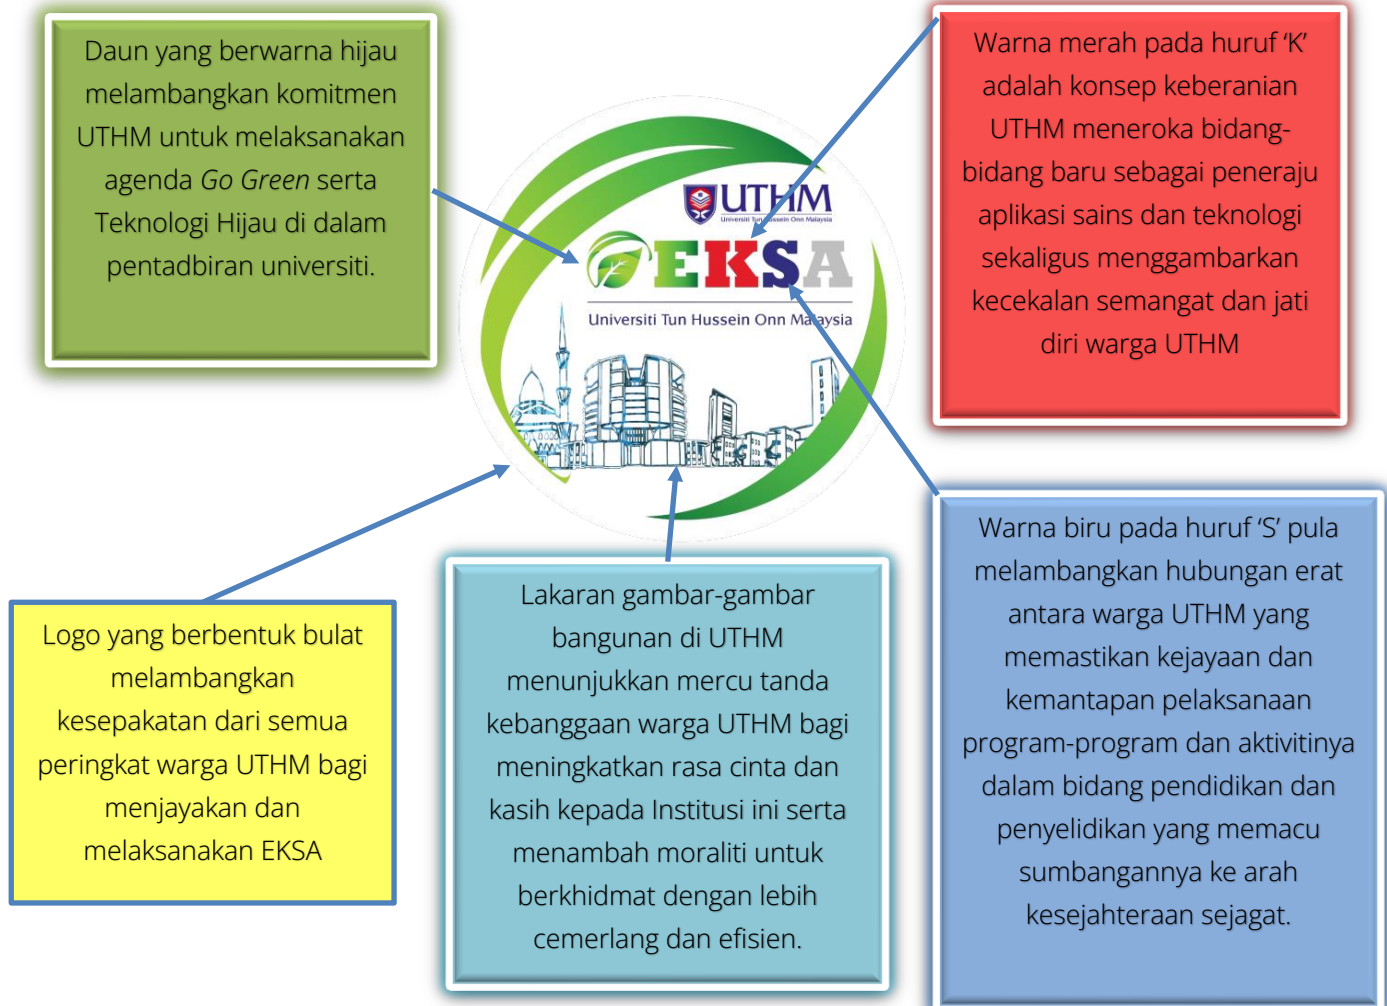 Daun yang berwarna hijau
melambangkan komitmen
UTHM untuk melaksanakan
agenda Go Green serta
Teknologi Hijau di dalam
pentadbiran universiti.
Warna merah pada huruf ‘K’
adalah konsep keberanian
UTHM meneroka bidang-
bidang baru sebagai peneraju
aplikasi sains dan teknologi
sekaligus menggambarkan
kecekalan semangat dan jati
diri warga UTHM
UTHM
Universiti Tun Hussein Onn Malaysia
EKSA
Universiti Tun Hussein Onn Malaysia
Logo yang berbentuk bulat
melambangkan
kesepakatan dari semua
peringkat warga UTHM bagi
menjayakan dan
melaksanakan EKSA
Lakaran gambar-gambar
bangunan di UTHM
menunjukkan mercu tanda
kebanggaan warga UTHM bagi
meningkatkan rasa cinta dan
kasih kepada Institusi ini serta
menambah moraliti untuk
berkhidmat dengan lebih
cemerlang dan efisien.
Warna biru pada huruf ‘S’ pula
melambangkan hubungan erat
antara warga UTHM yang
memastikan kejayaan dan
kemantapan pelaksanaan
program-program dan aktivitinya
dalam bidang pendidikan dan
penyelidikan yang memacu
sumbangannya ke arah
kesejahteraan sejagat.